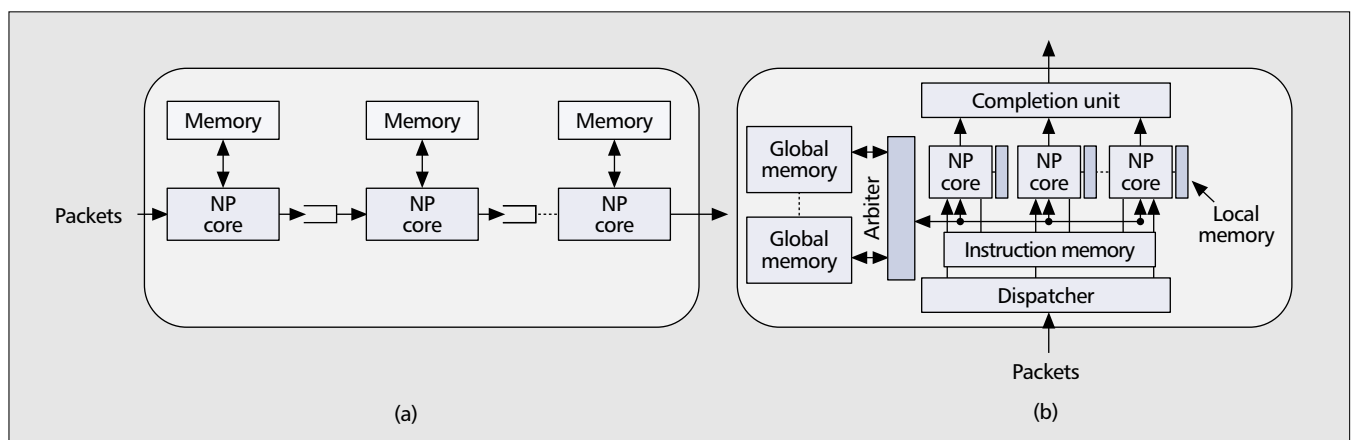 Memory
Memory
Memory
Packets
NP
core
NP
core
NP
core
(a)
Completion unit
Global
memory
Global
memory
Arbiter
NP
core
NP
core
NP
core
Local
memory
Instruction memory
Dispatcher
Packets
(b)